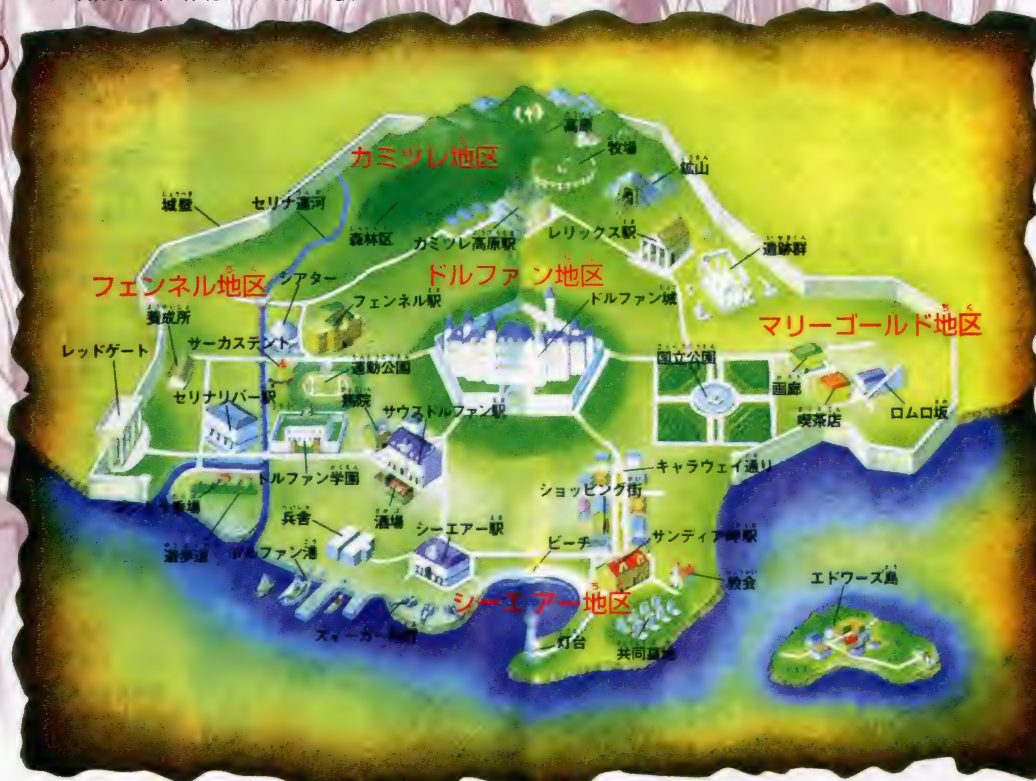 高原
牧場
鉱山
カミツレ地区
城壁
セリナ運河
森林区
カミツレ高原駅
レリックス駅
遺跡群
フェンネル地区
シアター
フェンネル駅
ドルファン地区
ドルファン城
マリーゴールド地区
養成所
レッドゲート
サーカステント
運動公園
国立公園
画廊
喫茶店
ロムロ坂
セリナリバー駅
馬院
サウスドルファン駅
ドルファン学園
キャラウェイ通り
ショッピング街
兵舎
酒場
シーエアー駅
ビーチ
サンディア岬駅
遊歩道
ドルファン港
教会
シーエアー地区
エドワーズ島
灯台
共同墓地